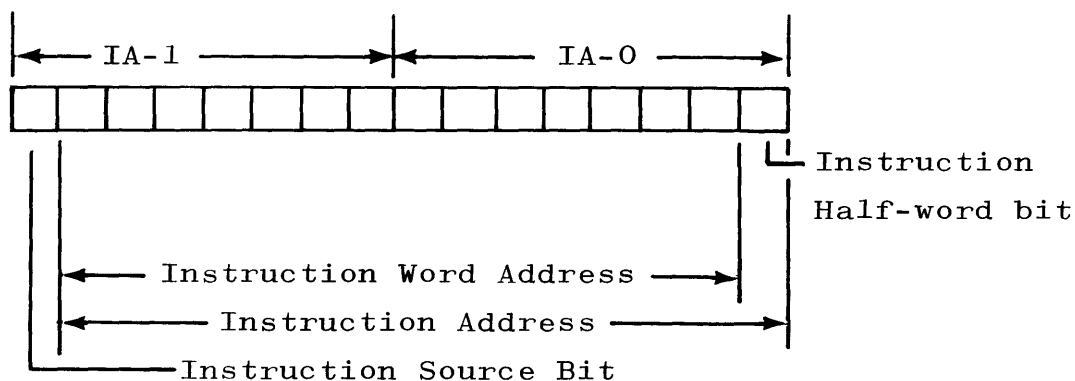 IA-1 IA-0
Instruction
Half-word bit
Instruction Word Address
Instruction Address
Instruction Source Bit